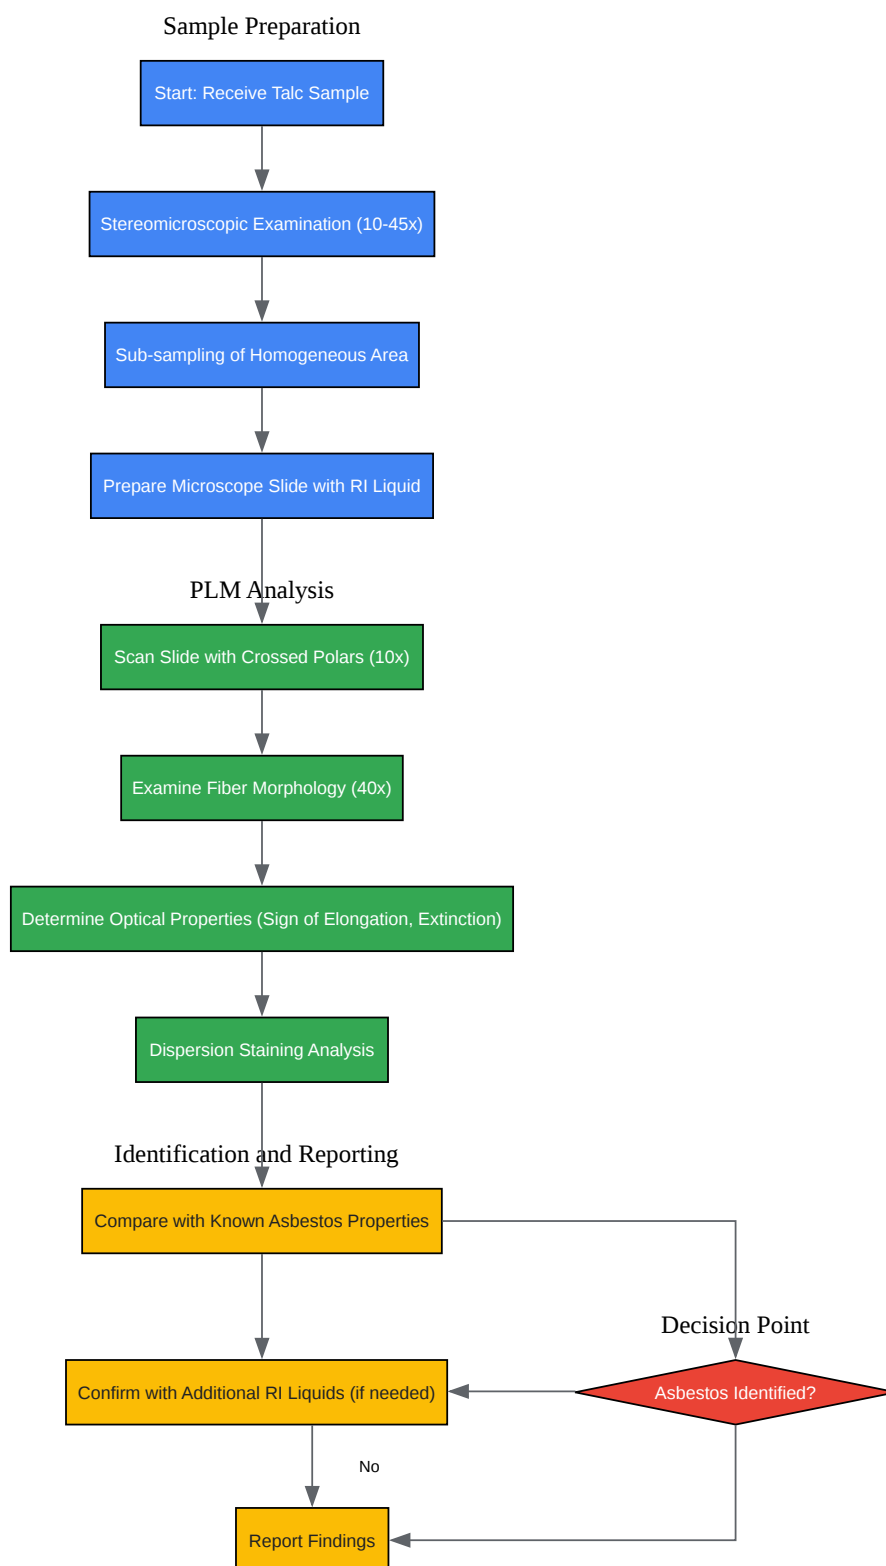 Sample Preparation
Start: Receive Talc Sample
Stereomicroscopic Examination (10-45x)
Sub-sampling of Homogeneous Area
Prepare Microscope Slide with RI Liquid
PLM Analysis
Scan Slide with Crossed Polars (10x)
Examine Fiber Morphology (40x)
Determine Optical Properties (Sign of Elongation, Extinction)
Dispersion Staining Analysis
Identification and Reporting
Compare with Known Asbestos Properties
Decision Point
Confirm with Additional RI Liquids (if needed)
Asbestos Identified?
No
Report Findings